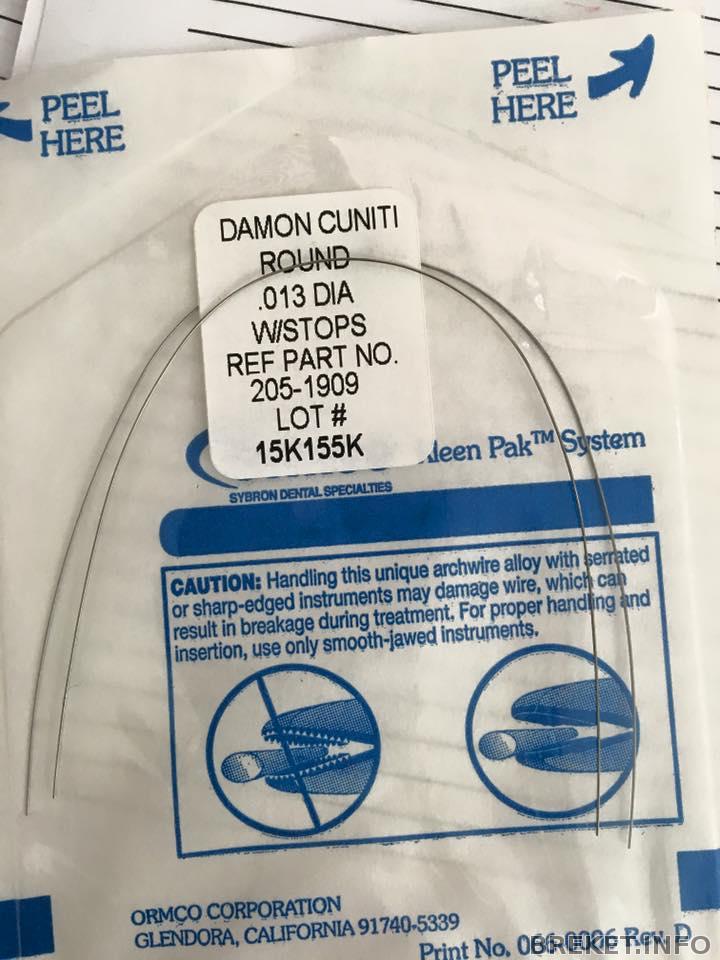 PEEL
HERE
PEEL
HERE
DAMON CUNITI
ROUND
.013 DIA
W/STOPS
REF PART NO.
205-1909
LOT #
15K155K
Pak™ System
SYBRON DENTAL SPECIALTIES
CAUTION: Handling this unique archwire alloy with serrated
or sharp-edged instruments may damage wire, which can
result in breakage during treatment. For proper handling and
insertion, use only smooth-jawed instruments.
ORMCO CORPORATION
GLENDORA, CALIFORNIA 91740-5339
Print No. Rev. D
BREKET.INFO